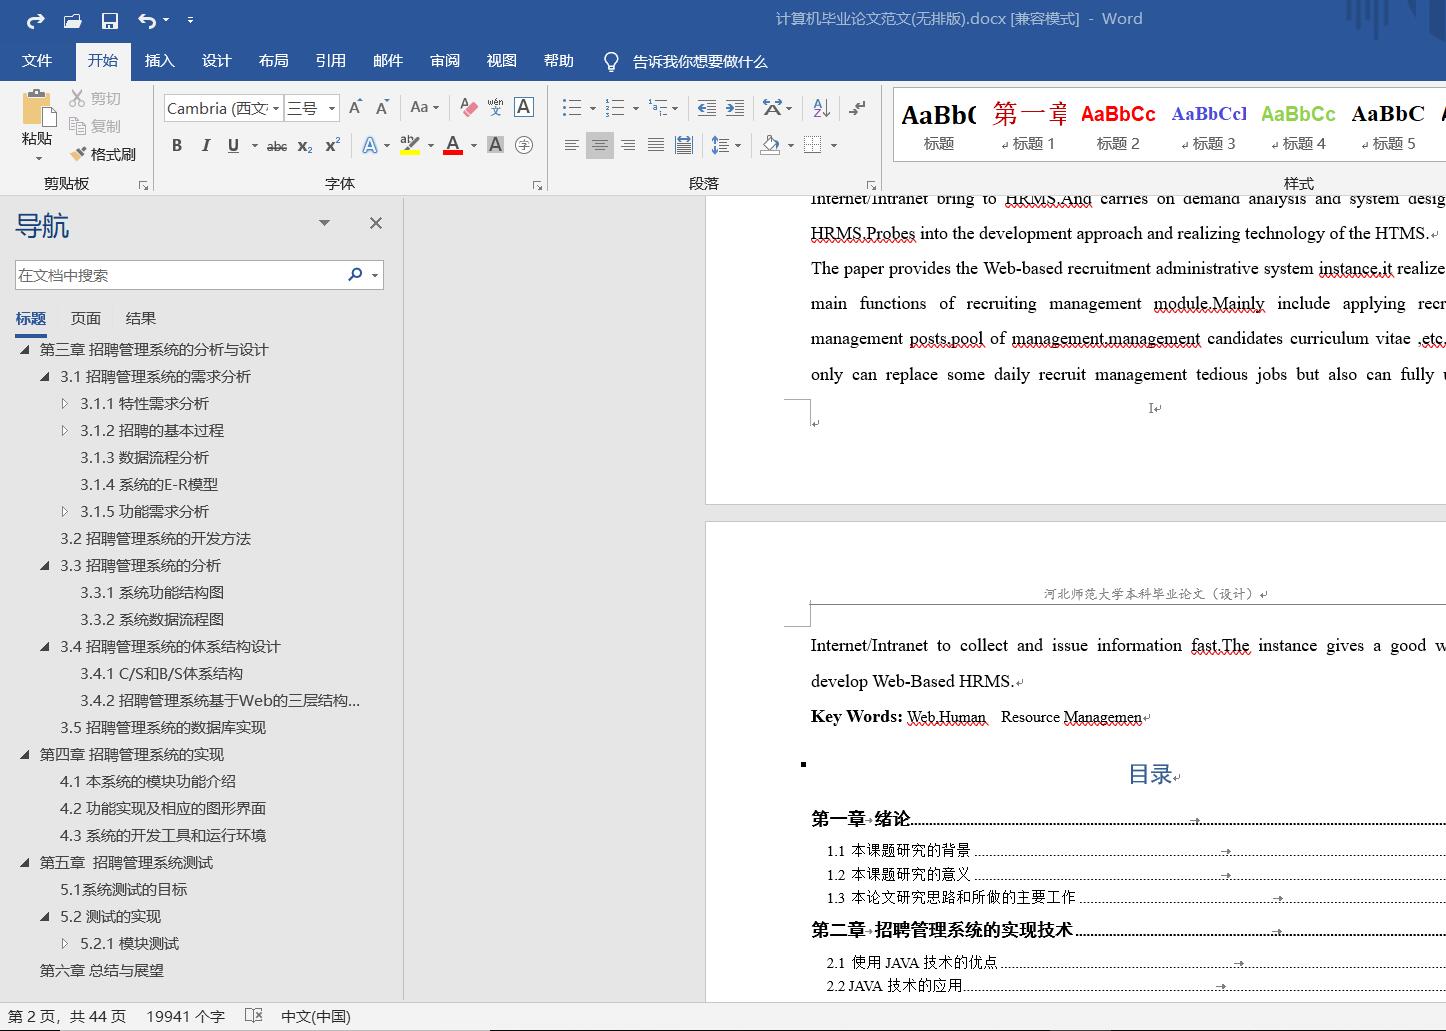 计算机毕业论文范文(无排版).docx [兼容模式] - Word
文件 开始 插入 设计 布局 引用 邮件 审阅 视图 帮助 告诉我你想要做什么
粘贴
剪切
复制
格式刷
剪贴板
Cambria (西文 三号
字体
段落
AaBb( 第一章 AaBbCc AaBbCcl AaBbCc AaBbC
标题 标题 1 标题 2 标题 3 标题 4 标题 5
样式
导航
在文档中搜索
标题 页面 结果
第三章 招聘管理系统的分析与设计
3.1 招聘管理系统的需求分析
3.1.1 特性需求分析
3.1.2 招聘的基本过程
3.1.3 数据流程分析
3.1.4 系统的E-R模型
3.1.5 功能需求分析
3.2 招聘管理系统的开发方法
3.3 招聘管理系统的分析
3.3.1 系统功能结构图
3.3.2 系统数据流程图
3.4 招聘管理系统的体系结构设计
3.4.1 C/S和B/S体系结构
3.4.2 招聘管理系统基于Web的三层结构...
3.5 招聘管理系统的数据库实现
第四章 招聘管理系统的实现
4.1 本系统的模块功能介绍
4.2 功能实现及相应的图形界面
4.3 系统的开发工具和运行环境
第五章 招聘管理系统测试
5.1系统测试的目标
5.2 测试的实现
5.2.1 模块测试
第六章 总结与展望
Internet/Intranet bring to HRMS.And carries on demand analysis and system desig
HRMS.Probes into the development approach and realizing technology of the HTMS.
The paper provides the Web-based recruitment administrative system instance,it realize
main functions of recruiting management module.Mainly include applying recr
management posts,pool of management,management candidates curriculum vitae ,etc.
only can replace some daily recruit management tedious jobs but also can fully u
I
河北师范大学本科毕业论文（设计）
Internet/Intranet to collect and issue information fast.The instance gives a good w
develop Web-Based HRMS.
Key Words: Web,Human Resource Managemen
目录
第一章 绪论
1.1 本课题研究的背景
1.2 本课题研究的意义
1.3 本论文研究思路和所做的主要工作
第二章 招聘管理系统的实现技术
2.1 使用 JAVA 技术的优点
2.2 JAVA 技术的应用
第 2 页，共 44 页 19941 个字 中文(中国)